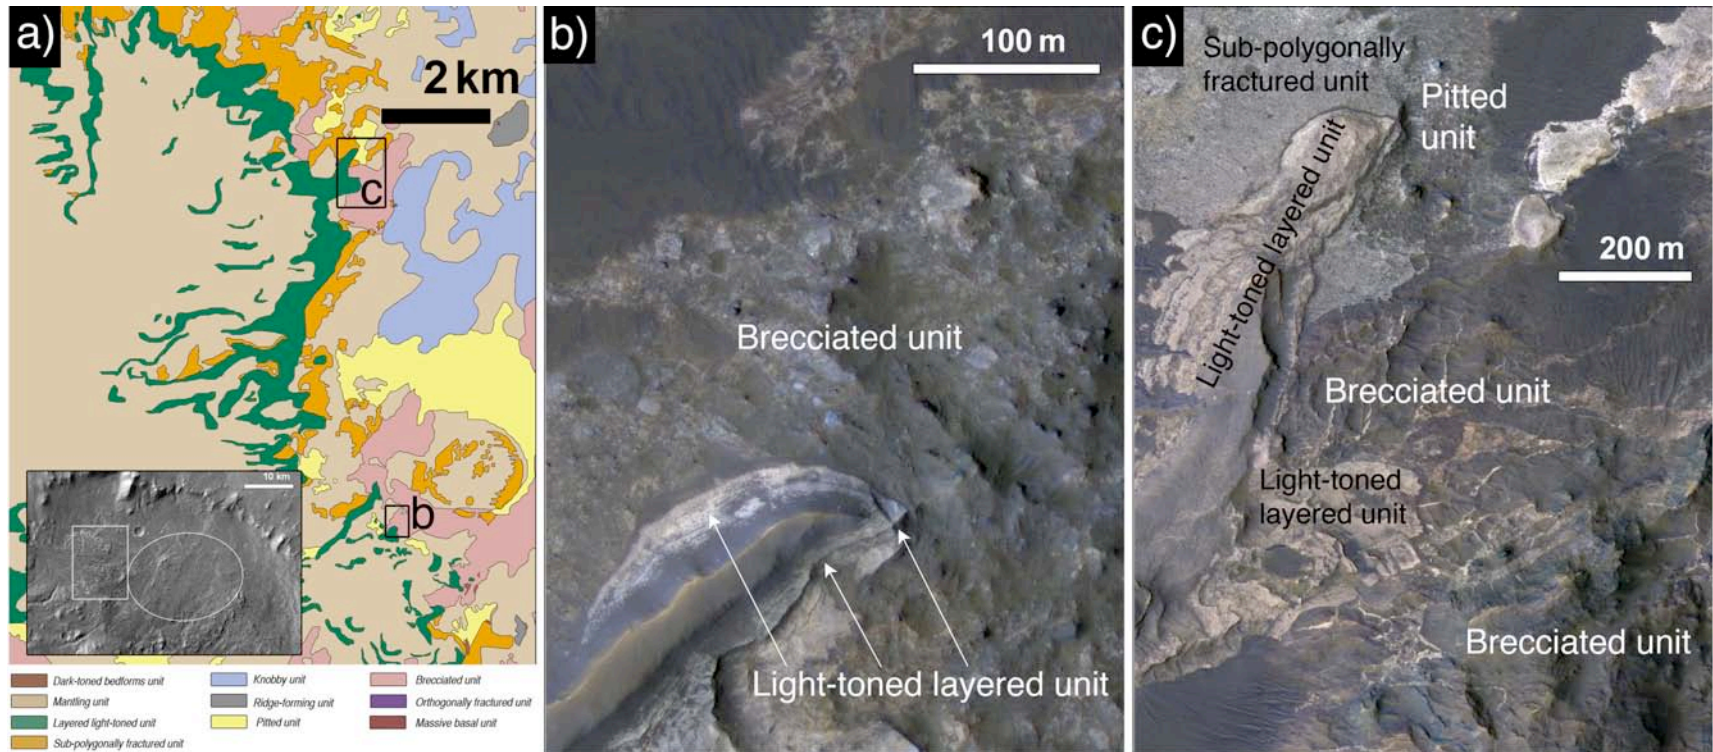 a)
2 km
c
b
10 km
Dark-toned bedforms unit
Mantling unit
Layered light-toned unit
Sub-polygonally fractured unit
Knobby unit
Ridge-forming unit
Pitted unit
Brecciated unit
Orthogonally fractured unit
Massive basal unit
b)
100 m
Brecciated unit
Light-toned layered unit
c)
Sub-polygonally
fractured unit
Pitted
unit
Light-toned layered unit
200 m
Brecciated unit
Light-toned
layered unit
Brecciated unit